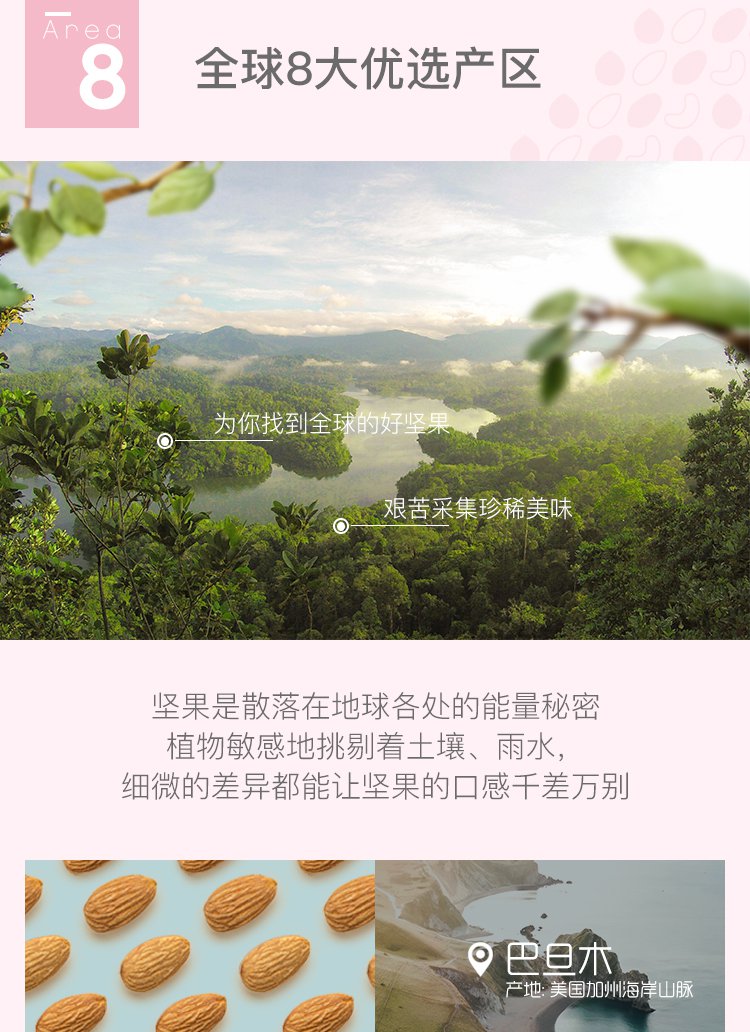 Area
8
全球8大优选产区
为你找到全球的好坚果
艰苦采集珍稀美味
坚果是散落在地球各处的能量秘密
植物敏感地挑剔着土壤、雨水,
细微的差异都能让坚果的口感千差万别
巴旦木
产地: 美国加州海岸山脉